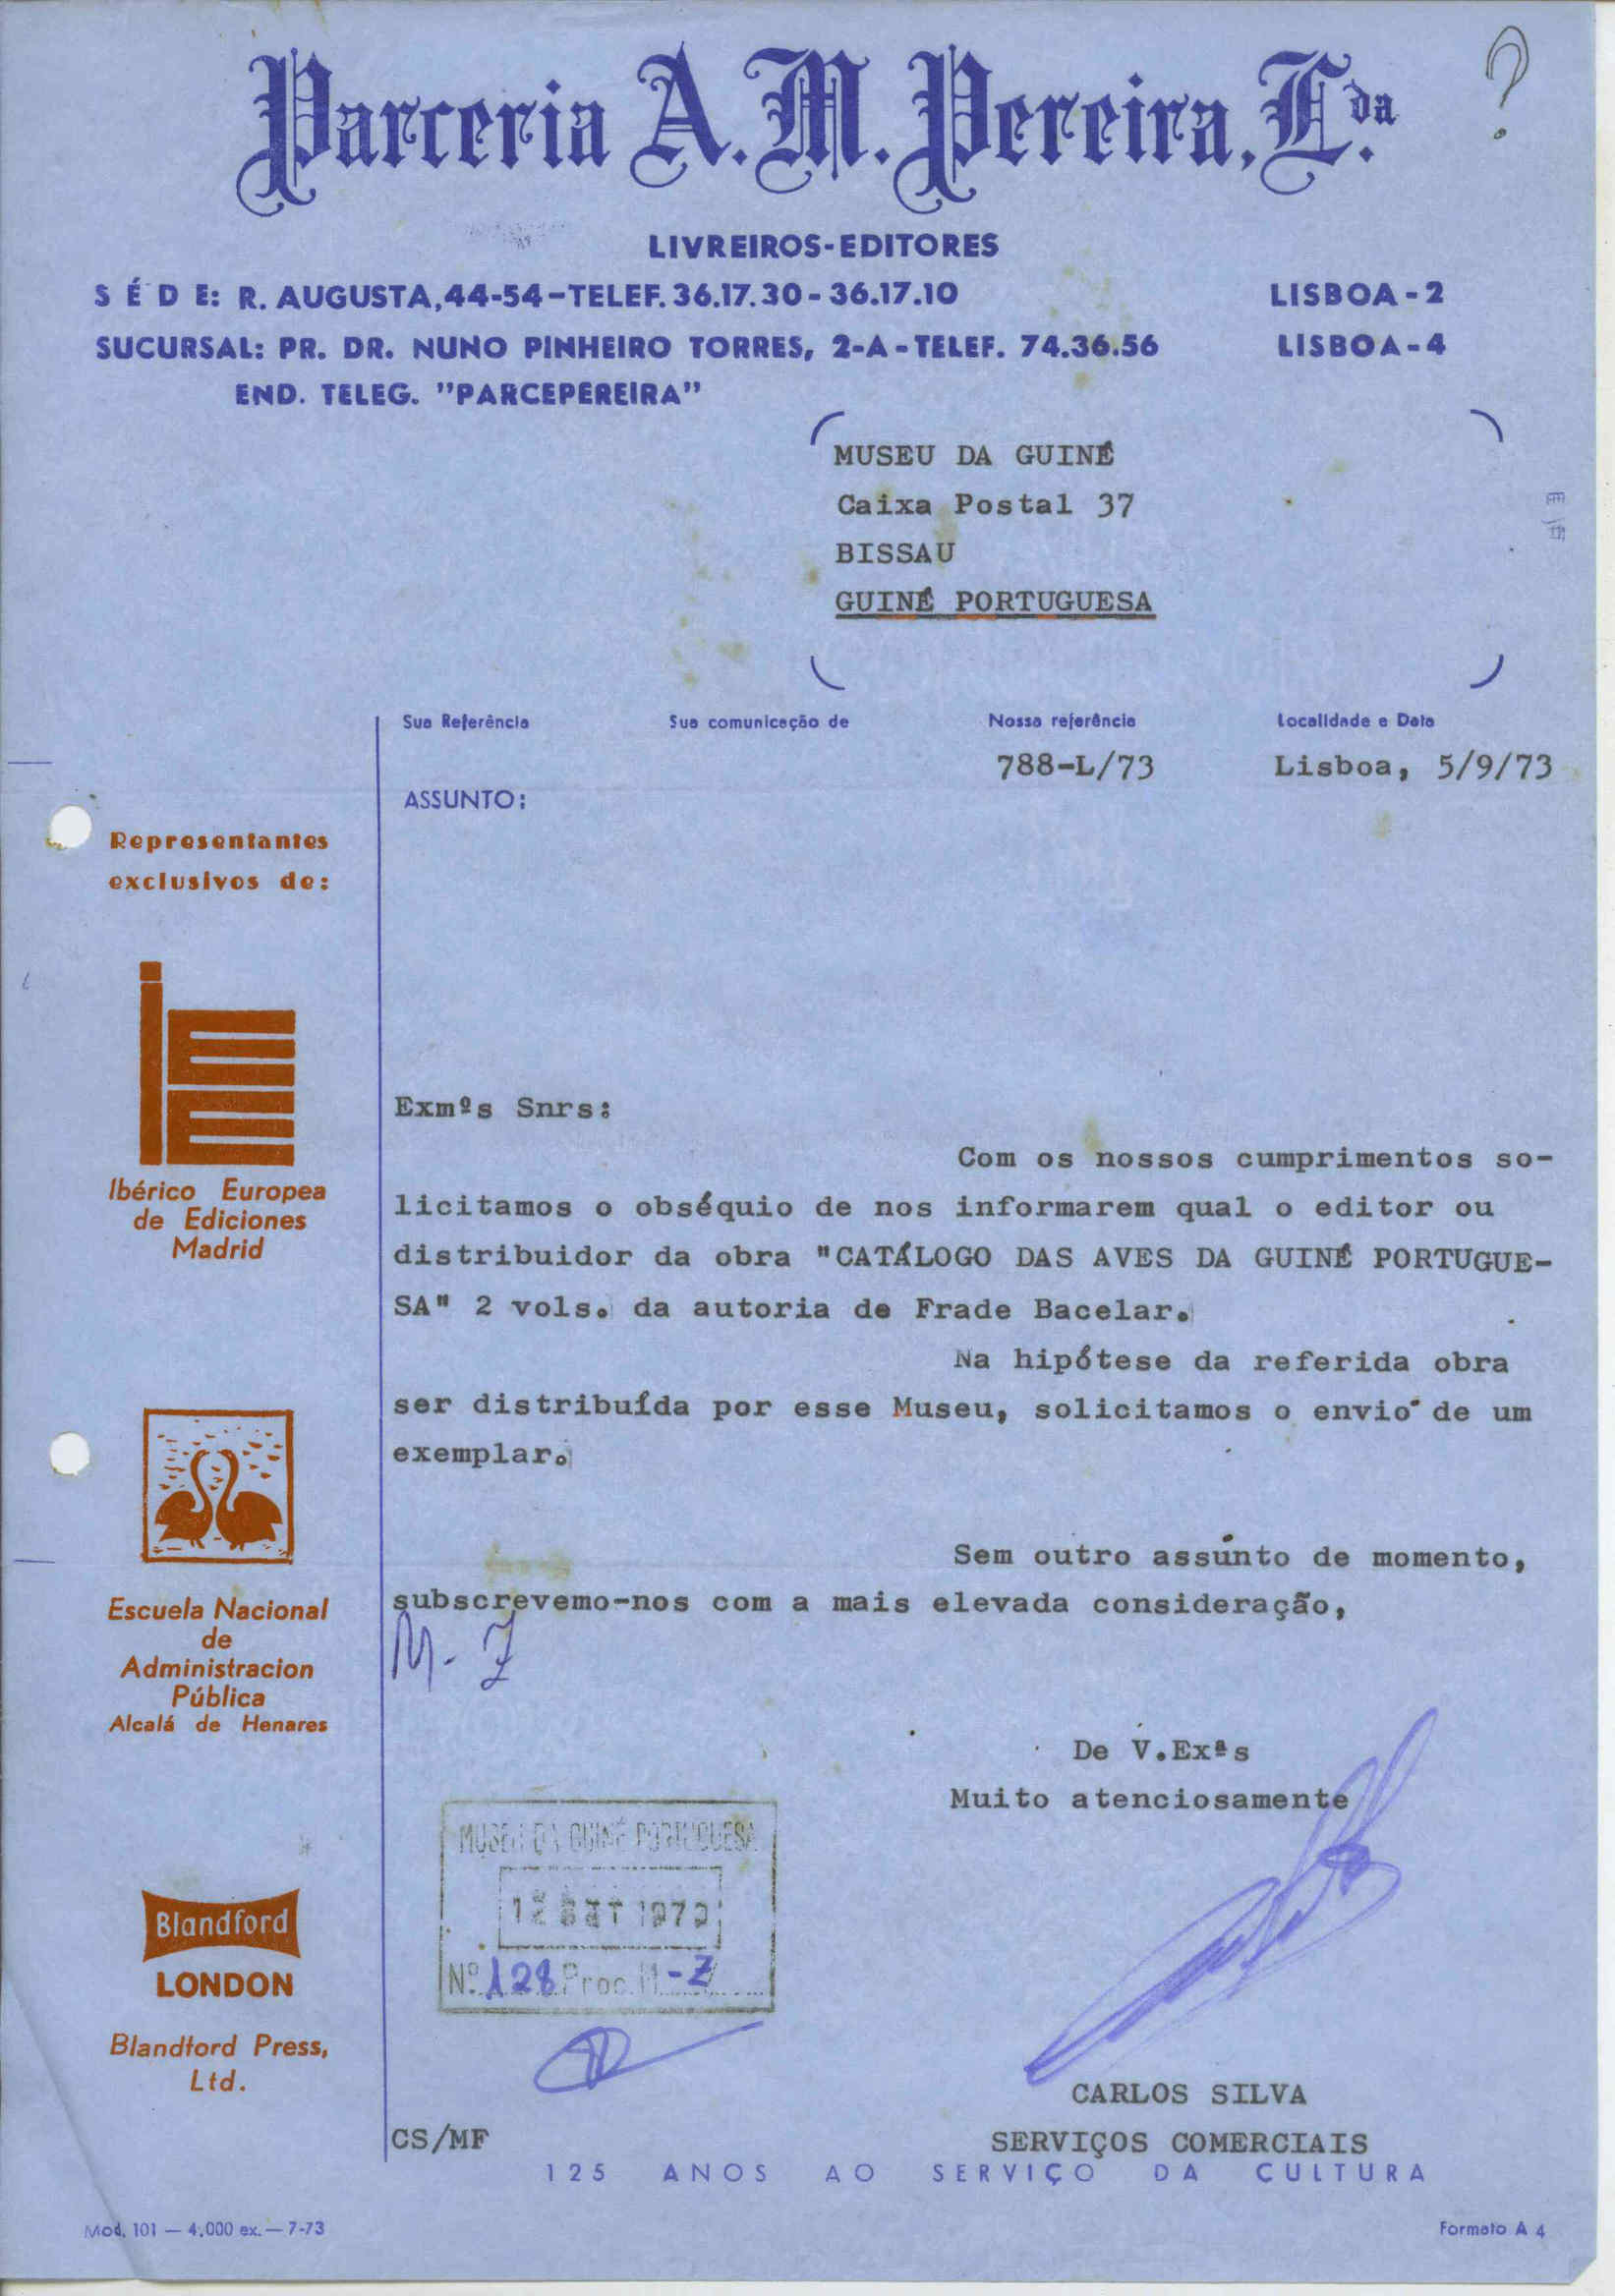 Parceria A. M. Pereira, L.da
?
LIVREIROS-EDITORES
SÉDE: R. AUGUSTA, 44-54 - TELEF. 36.17.30 - 36.17.10 LISBOA - 2
SUCURSAL: PR. DR. NUNO PINHEIRO TORRES, 2-A - TELEF. 74.36.56 LISBOA - 4
END. TELEG. "PARCEPEREIRA"
MUSEU DA GUINÉ
Caixa Postal 37
BISSAU
GUINÉ PORTUGUESA
Sua Referência Sua comunicação de Nossa referência Localidade e Data
788-L/73 Lisboa, 5/9/73
ASSUNTO:
Representantes
exclusivos de:
Ibérico Europea
de Ediciones
Madrid
Escuela Nacional
de
Administracion
Pública
Alcalá de Henares
Blandford
LONDON
Blandford Press,
Ltd.
Exmºs Snrs:
Com os nossos cumprimentos so-
licitamos o obséquio de nos informarem qual o editor ou
distribuidor da obra "CATÁLOGO DAS AVES DA GUINÉ PORTUGUE-
SA" 2 vols. da autoria de Frade Bacelar.
Na hipótese da referida obra
ser distribuída por esse Museu, solicitamos o envio de um
exemplar.
Sem outro assunto de momento,
subscrevemo-nos com a mais elevada consideração,
De V.Exªs
Muito atenciosamente
MUSEU DA GUINÉ PORTUGUESA
12 SET 1973
Nº 128 Proc. M-Z
CARLOS SILVA
SERVIÇOS COMERCIAIS
CS/MF
125 ANOS AO SERVIÇO DA CULTURA
Mod. 101 — 4.000 ex. — 7-73
Formato A 4